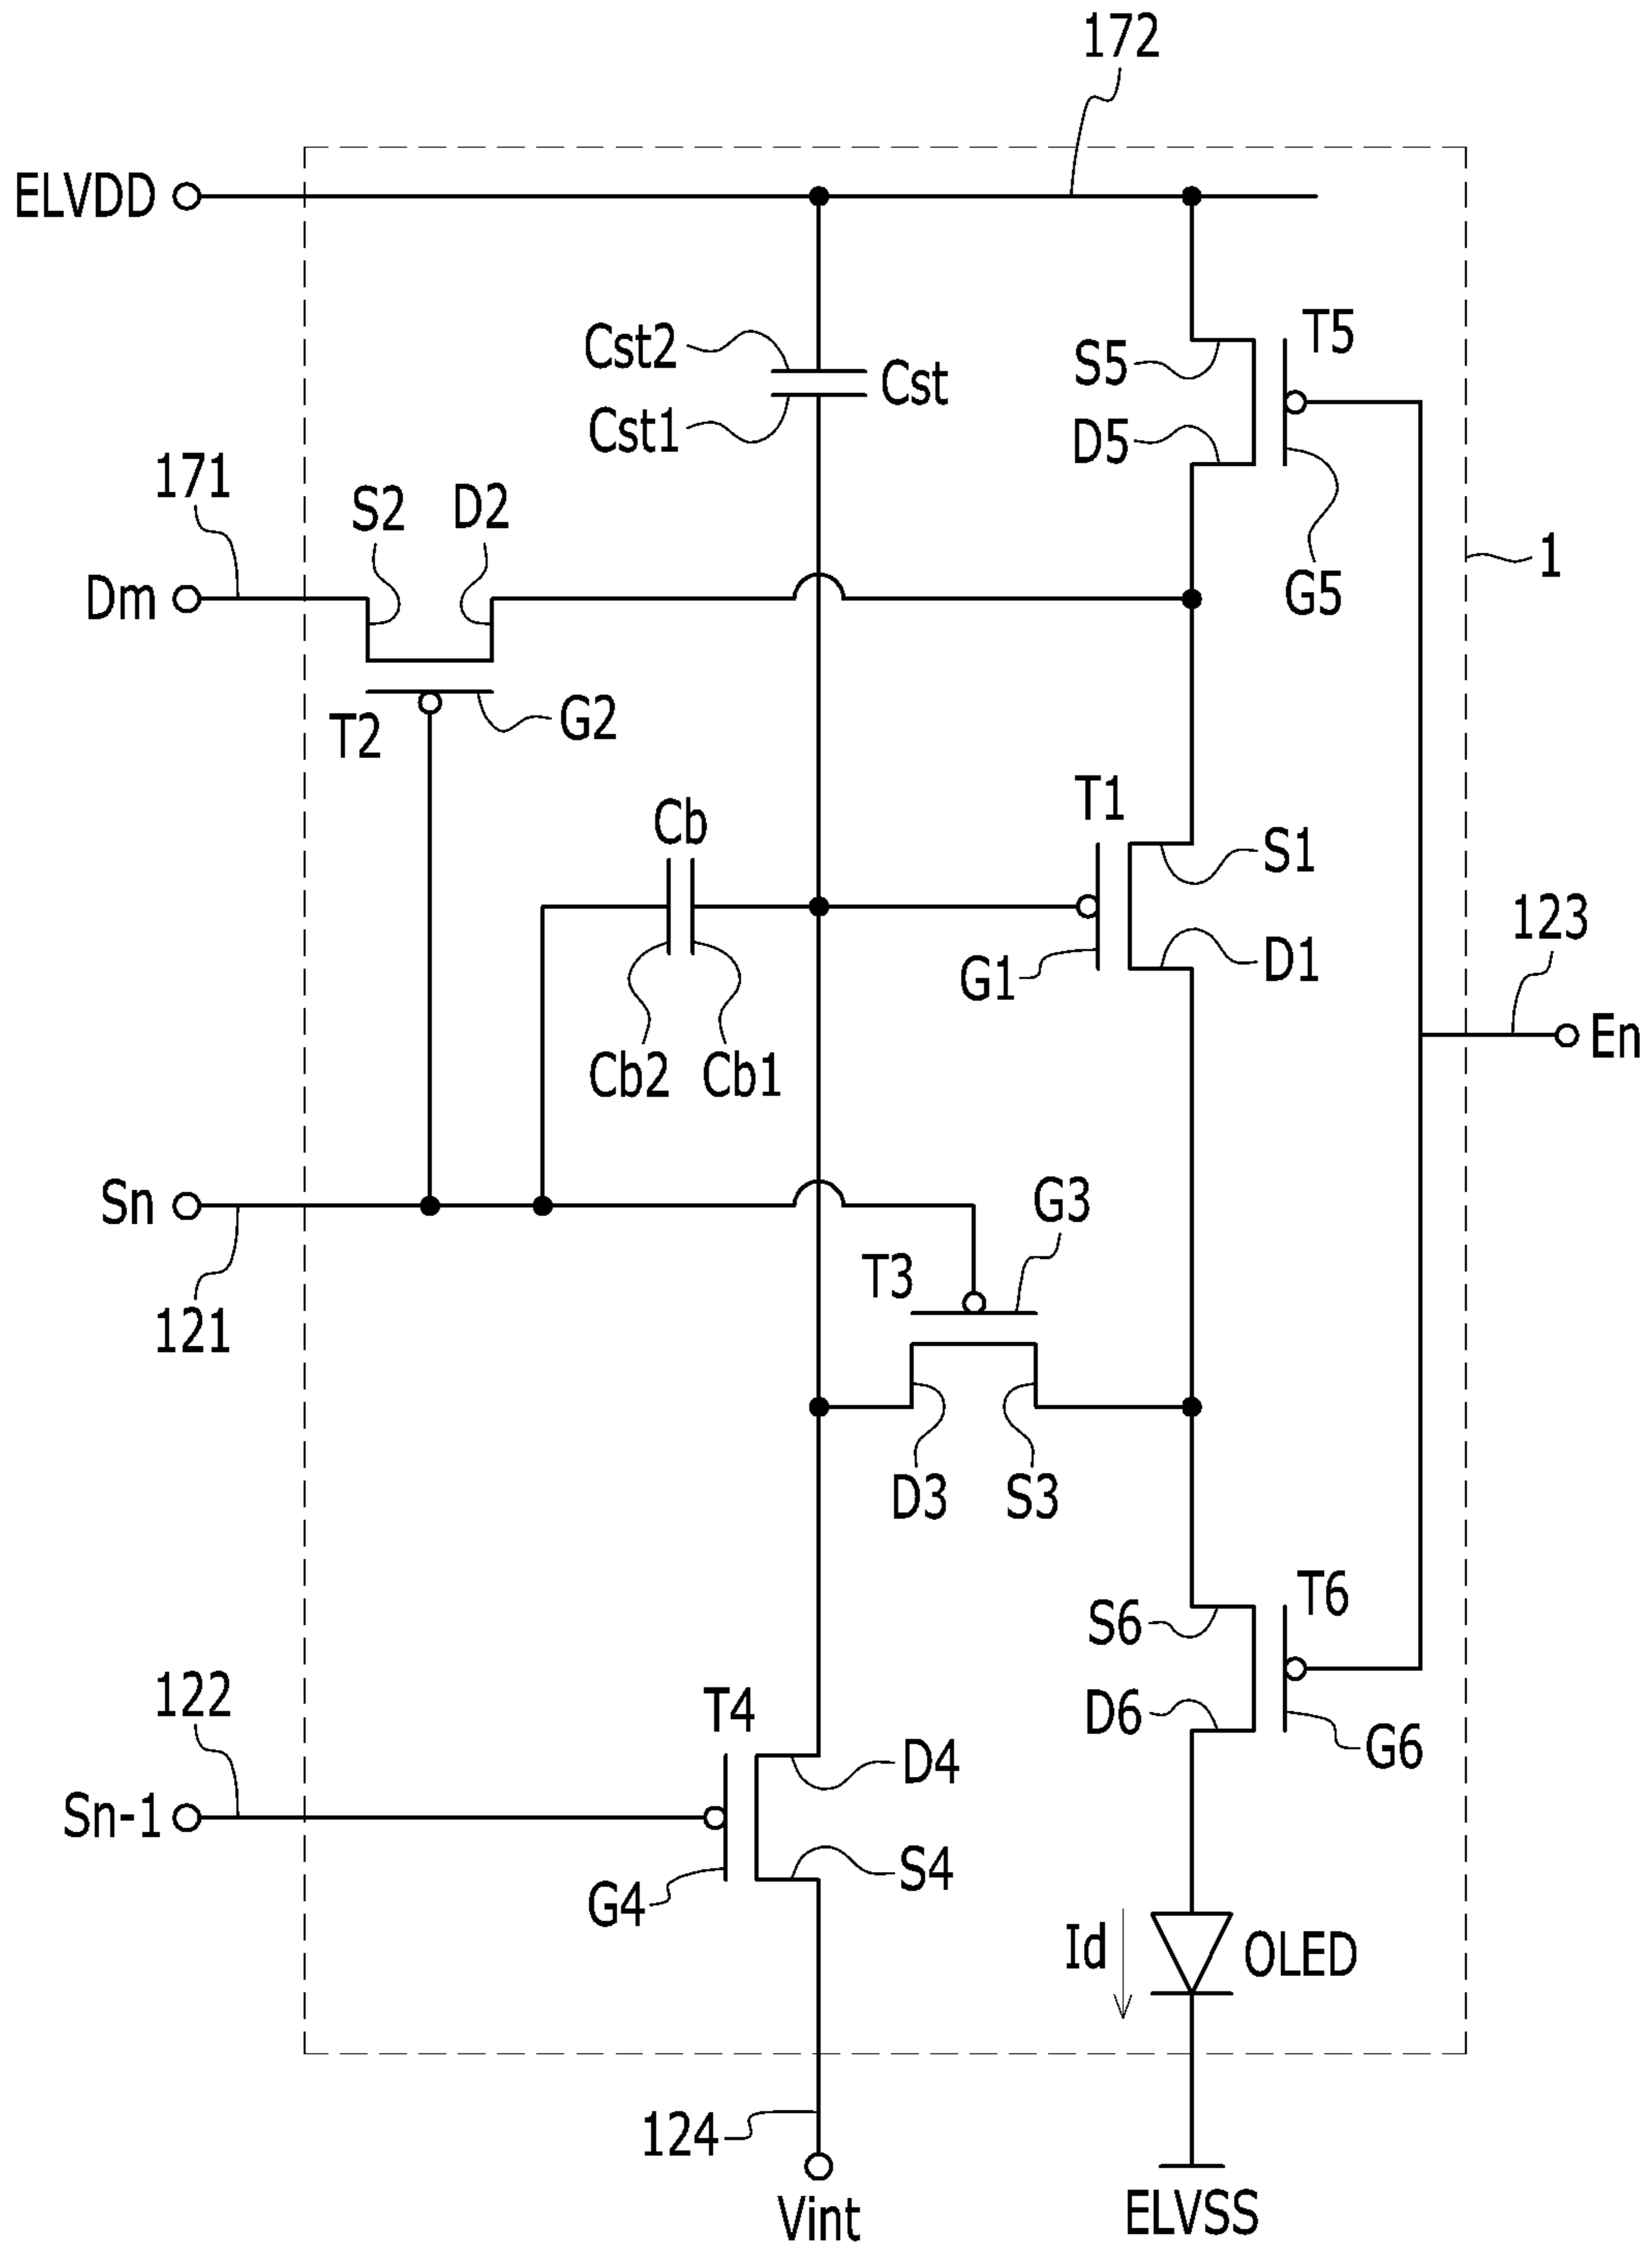 172
ELVDD
T5
Cst2
S5
Cst
Cst1
D5
171
S2
D2
1
Dm
G5
G2
T2
T1
Cb
S1
123
D1
G1
En
Cb2
Cb1
Sn
G3
T3
121
D3
S3
T6
S6
122
T4
D6
G6
D4
Sn-1
S4
G4
Id
OLED
124
Vint
ELVSS